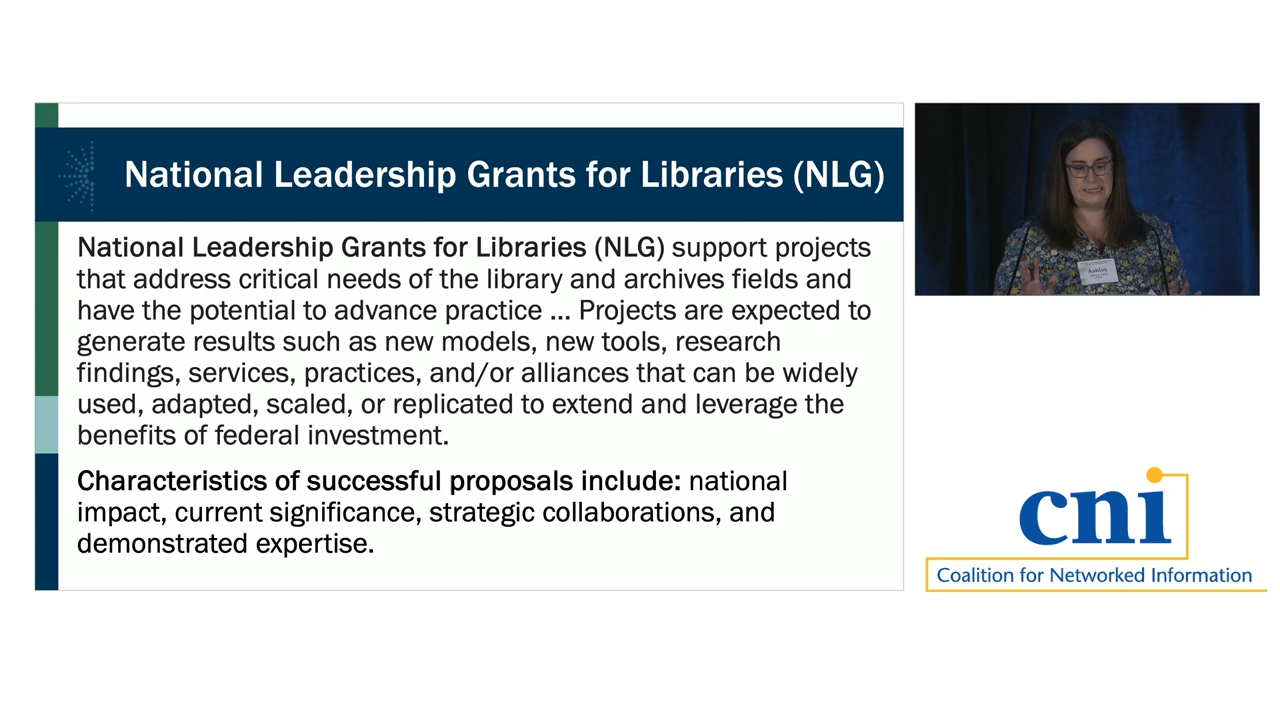 National Leadership Grants for Libraries (NLG)
National Leadership Grants for Libraries (NLG) support projects
that address critical needs of the library and archives fields and
have the potential to advance practice ... Projects are expected to
generate results such as new models, new tools, research
findings, services, practices, and/or alliances that can be widely
used, adapted, scaled, or replicated to extend and leverage the
benefits of federal investment.
Characteristics of successful proposals include: national
impact, current significance, strategic collaborations, and
demonstrated expertise.
Ashley
cni
Coalition for Networked Information